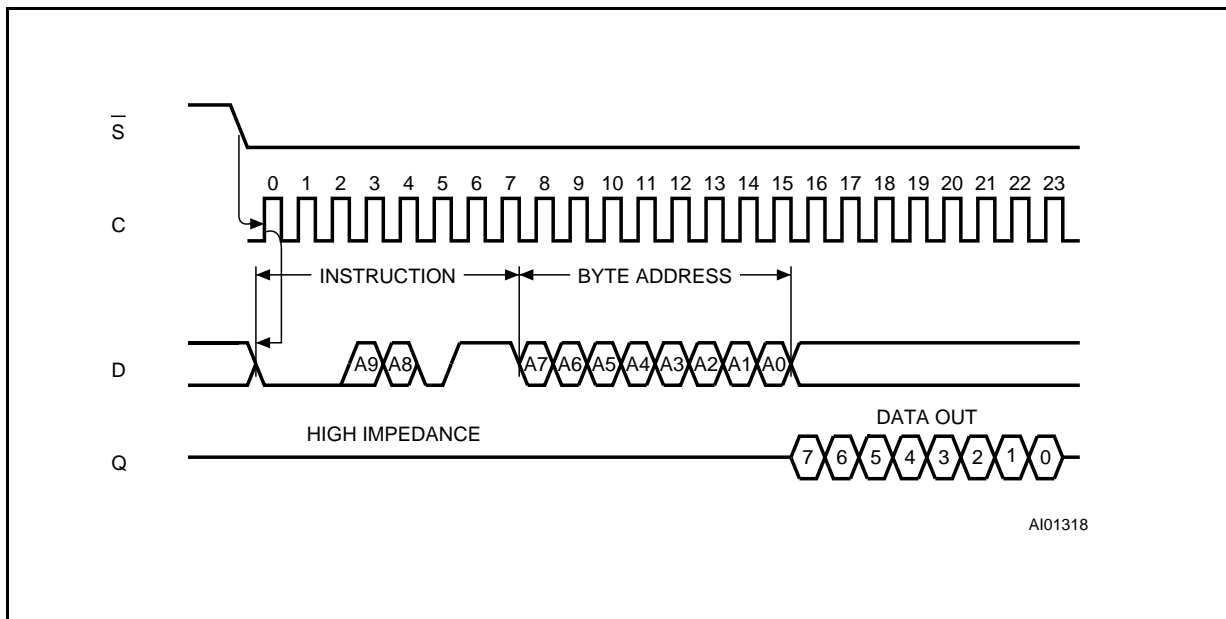 S
0 1 2 3 4 5 6 7 8 9 10 11 12 13 14 15 16 17 18 19 20 21 22 23
C
INSTRUCTION BYTE ADDRESS
D A9 A8 A7 A6 A5 A4 A3 A2 A1 A0
HIGH IMPEDANCE DATA OUT
Q 7 6 5 4 3 2 1 0
AI01318